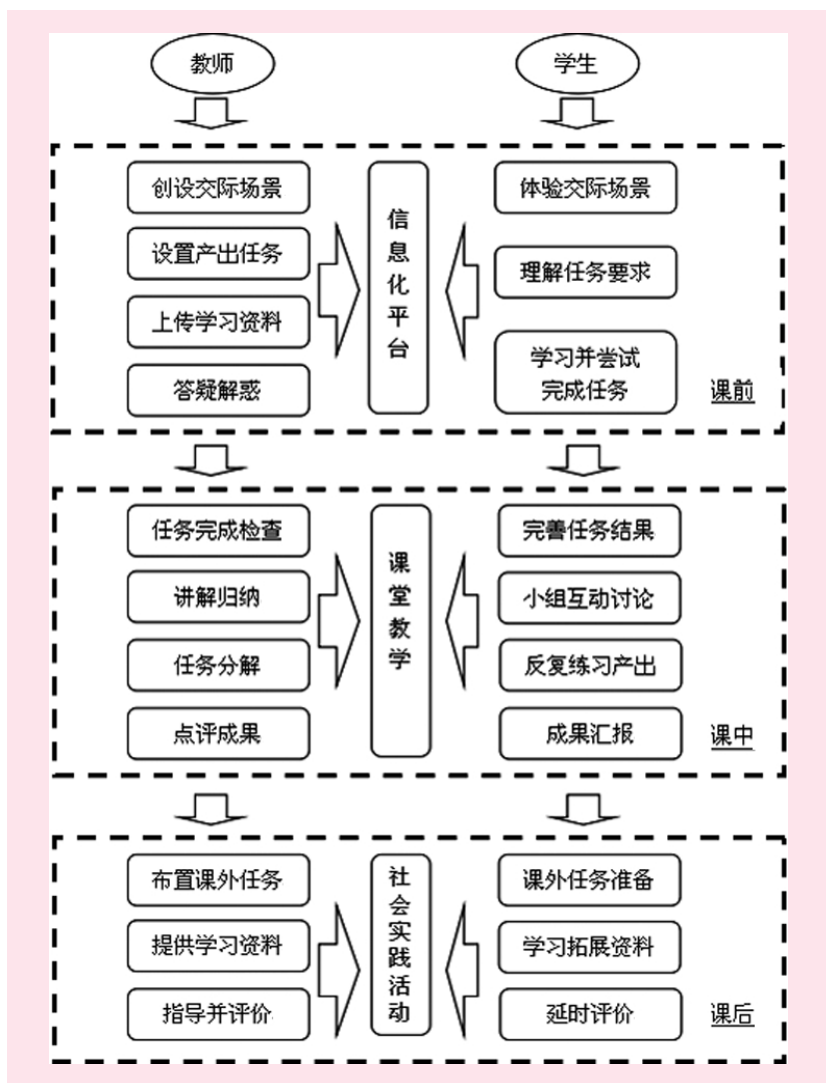 教师
学生
创设交际场景
设置产出任务
上传学习资料
答疑解惑
信息化平台
体验交际场景
理解任务要求
学习并尝试
完成任务
课前
任务完成检查
讲解归纳
任务分解
点评成果
课堂教学
完善任务结果
小组互动讨论
反复练习产出
成果汇报
课中
布置课外任务
提供学习资料
指导并评价
社会实践活动
课外任务准备
学习拓展资料
延时评价
课后